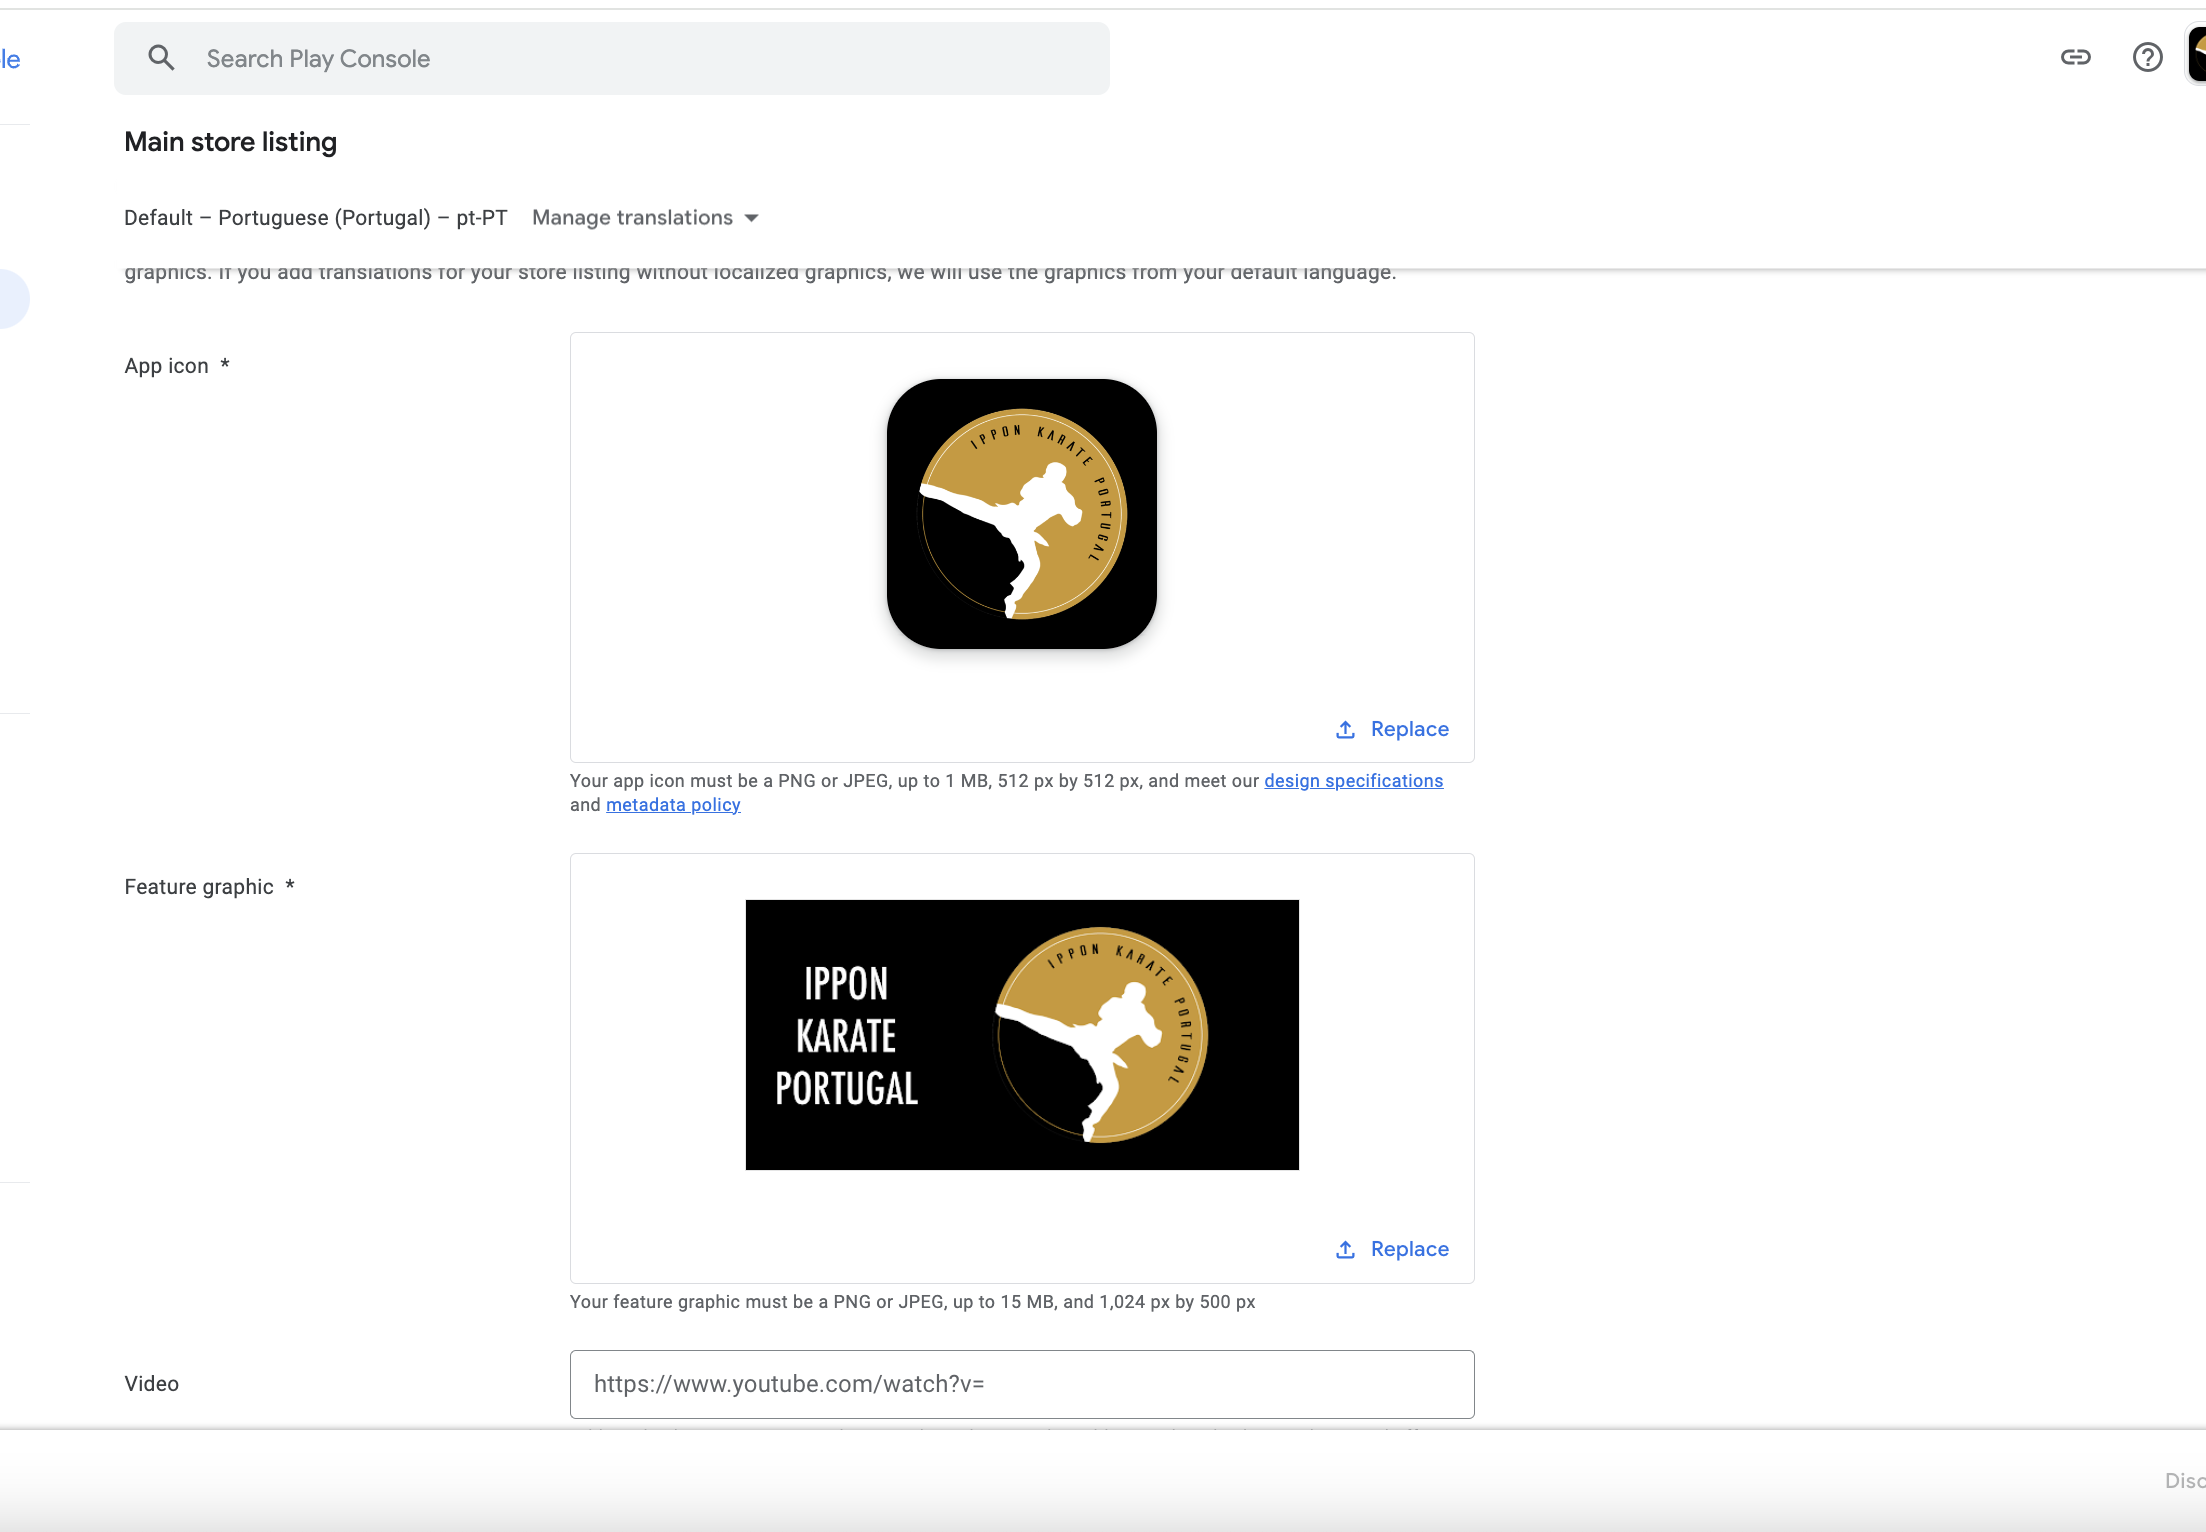 le
Search Play Console
Main store listing
Default – Portuguese (Portugal) – pt-PT Manage translations
graphics. If you add translations for your store listing without localized graphics, we will use the graphics from your default language.
App icon *
IPPON KARATE PORTUGAL
Replace
Your app icon must be a PNG or JPEG, up to 1 MB, 512 px by 512 px, and meet our design specifications
and metadata policy
Feature graphic *
IPPON
KARATE
PORTUGAL
IPPON KARATE PORTUGAL
Replace
Your feature graphic must be a PNG or JPEG, up to 15 MB, and 1,024 px by 500 px
Video
https://www.youtube.com/watch?v=
Disc